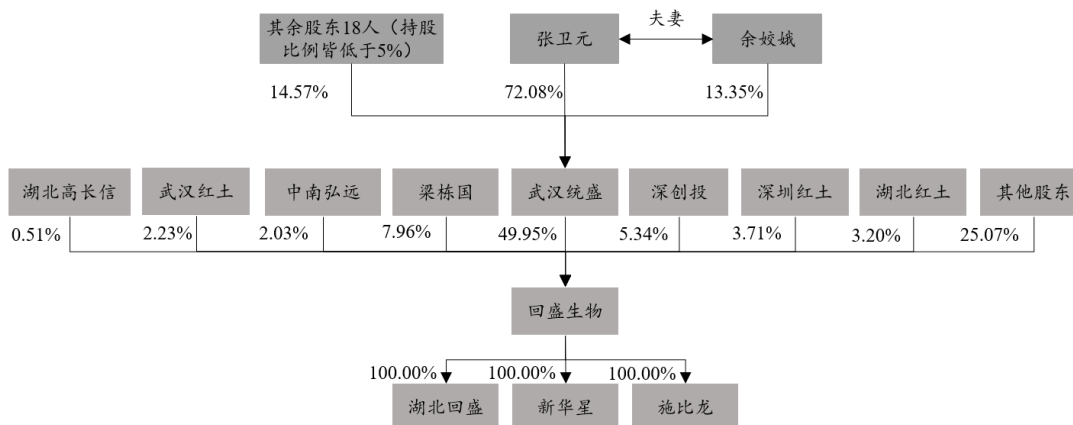 其余股东18人（持股
比例皆低于5%）
张卫元
夫妻
余姣娥
14.57%
72.08%
13.35%
湖北高长信
武汉红土
中南弘远
梁栋国
武汉统盛
深创投
深圳红土
湖北红土
其他股东
0.51%
2.23%
2.03%
7.96%
49.95%
5.34%
3.71%
3.20%
25.07%
回盛生物
100.00%
100.00%
100.00%
湖北回盛
新华星
施比龙